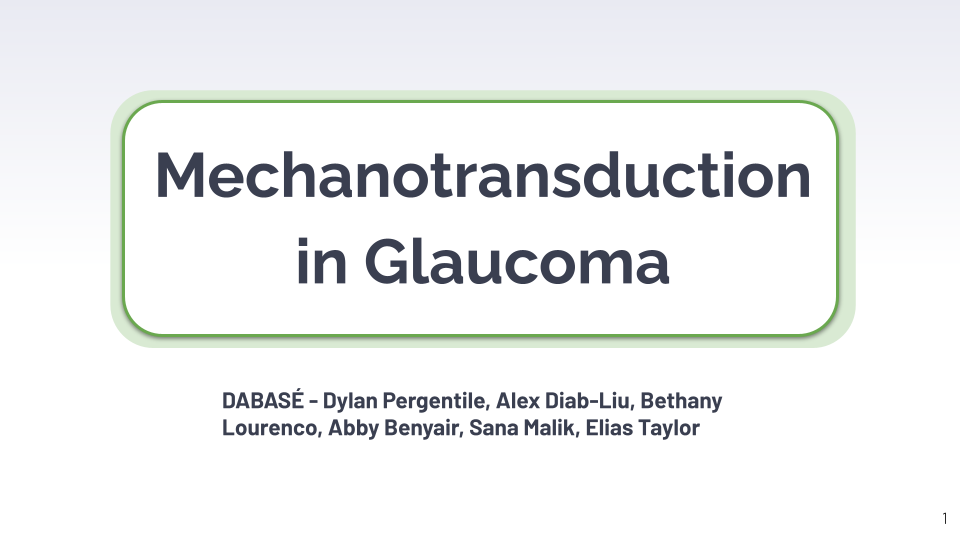 Mechanotransduction
in Glaucoma
DABASÉ - Dylan Pergentile, Alex Diab-Liu, Bethany
Lourenco, Abby Benyair, Sana Malik, Elias Taylor
1